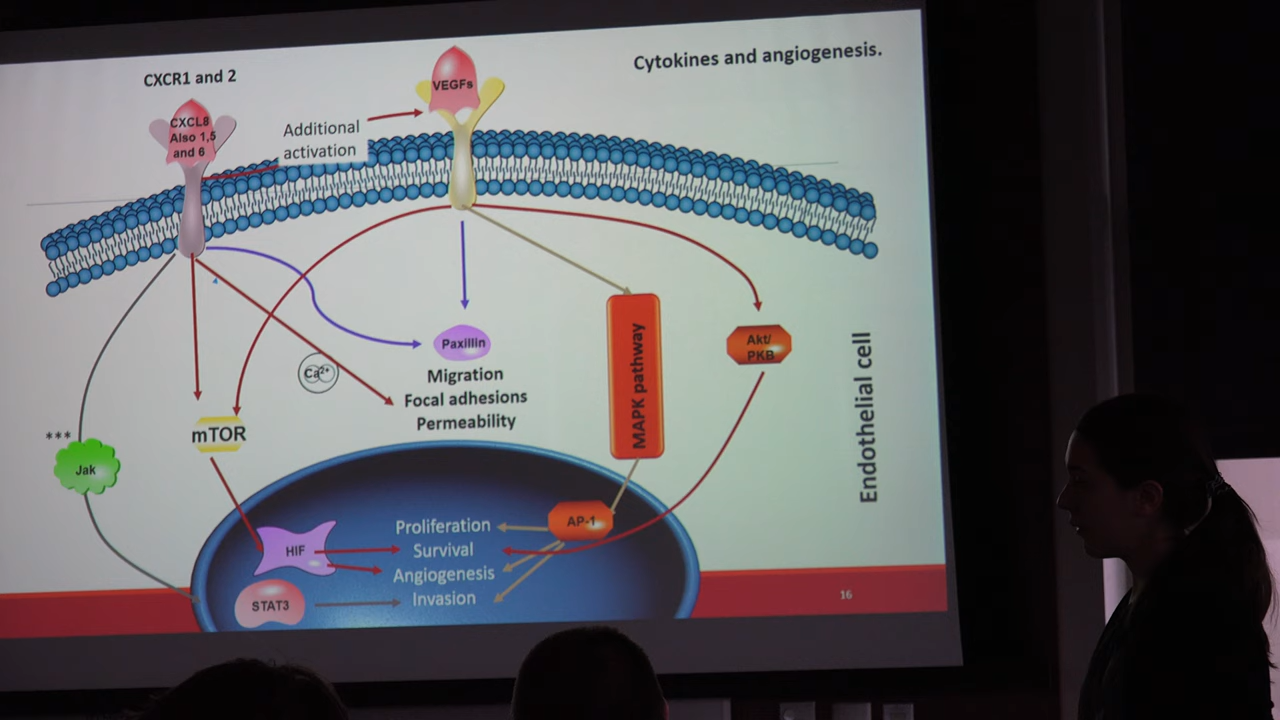 Cytokines and angiogenesis.
CXCR1 and 2
VEGFs
CXCL8
Also 1,5
and 6
Additional
activation
Paxillin
Migration
Focal adhesions
Permeability
Ca²⁺
MAPK pathway
Akt/
PKB
Endothelial cell
mTOR
***
Jak
HIF
STAT3
AP-1
Proliferation
Survival
Angiogenesis
Invasion
16